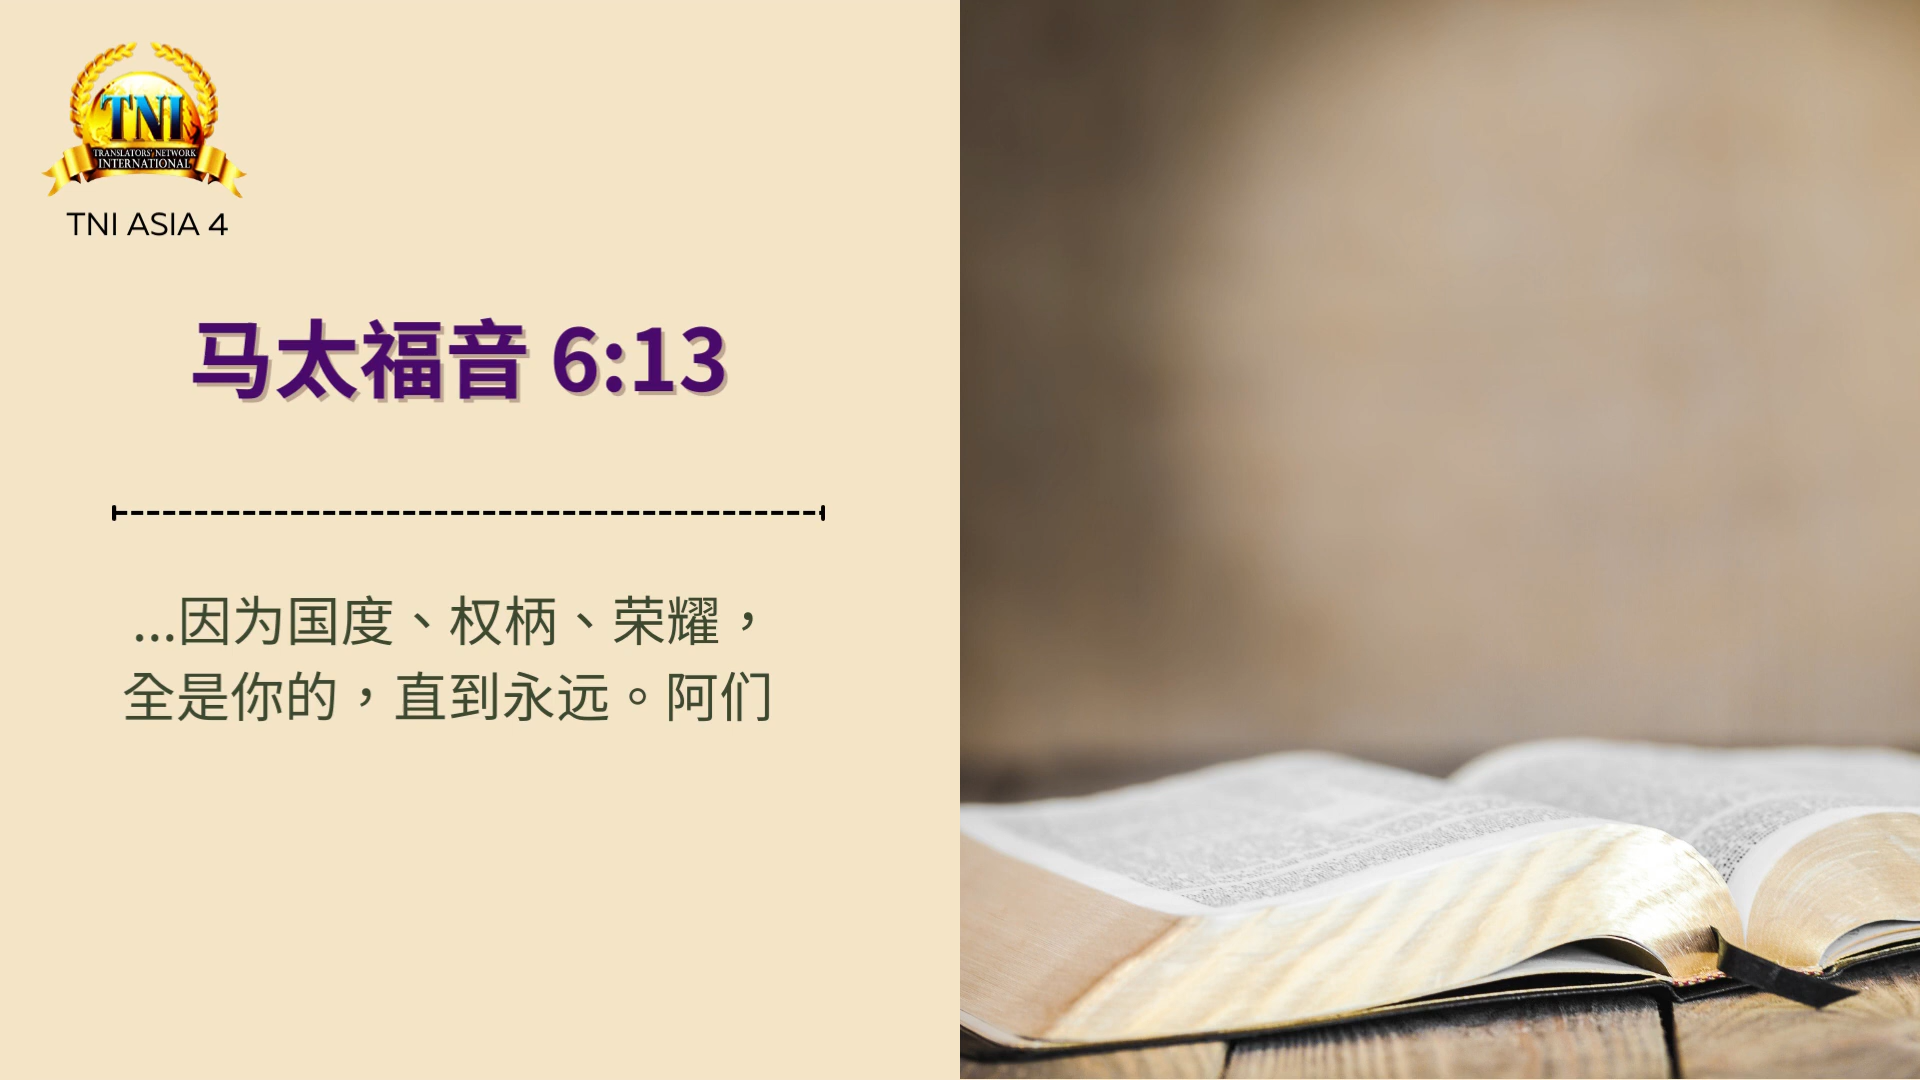 TNI
TRANSLATORS' NETWORK
INTERNATIONAL
TNI ASIA 4
马太福音 6:13
...因为国度、权柄、荣耀，
全是你的，直到永远。阿们